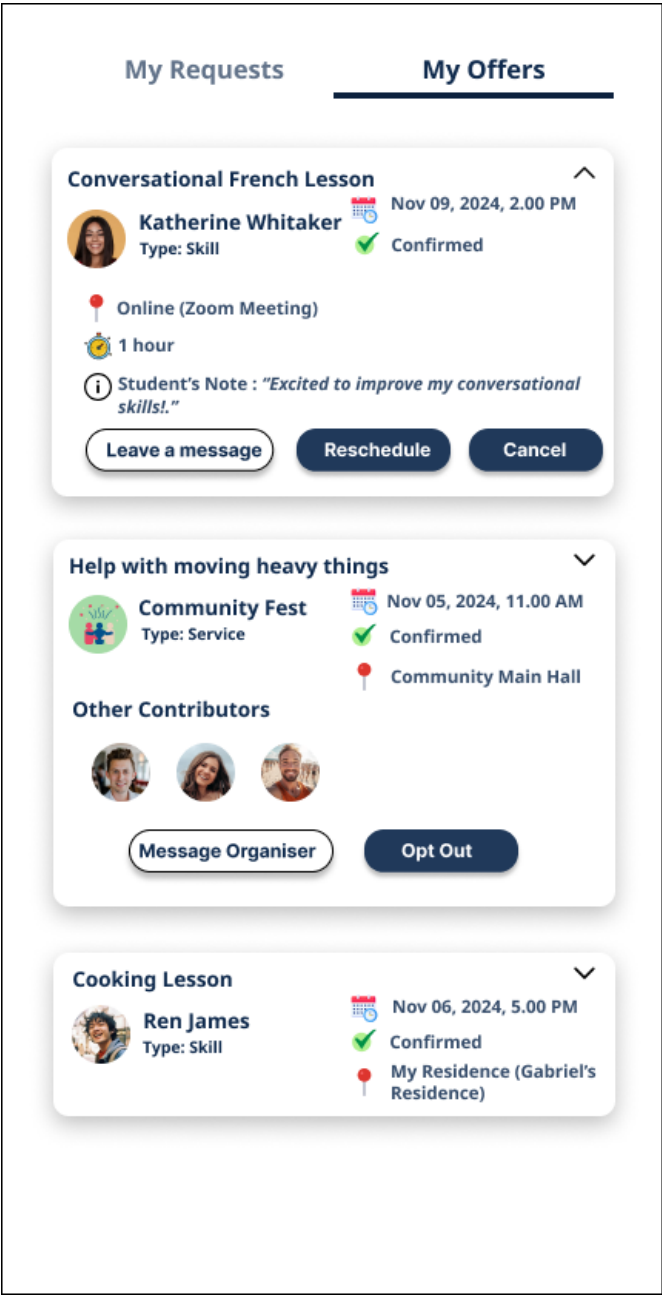 My Requests
My Offers
Conversational French Lesson
Katherine Whitaker
Type: Skill
Nov 09, 2024, 2.00 PM
Confirmed
Online (Zoom Meeting)
1 hour
Student's Note : "Excited to improve my conversational
skills!."
Leave a message
Reschedule
Cancel
Help with moving heavy things
Community Fest
Type: Service
Nov 05, 2024, 11.00 AM
Confirmed
Community Main Hall
Other Contributors
Message Organiser
Opt Out
Cooking Lesson
Ren James
Type: Skill
Nov 06, 2024, 5.00 PM
Confirmed
My Residence (Gabriel's
Residence)